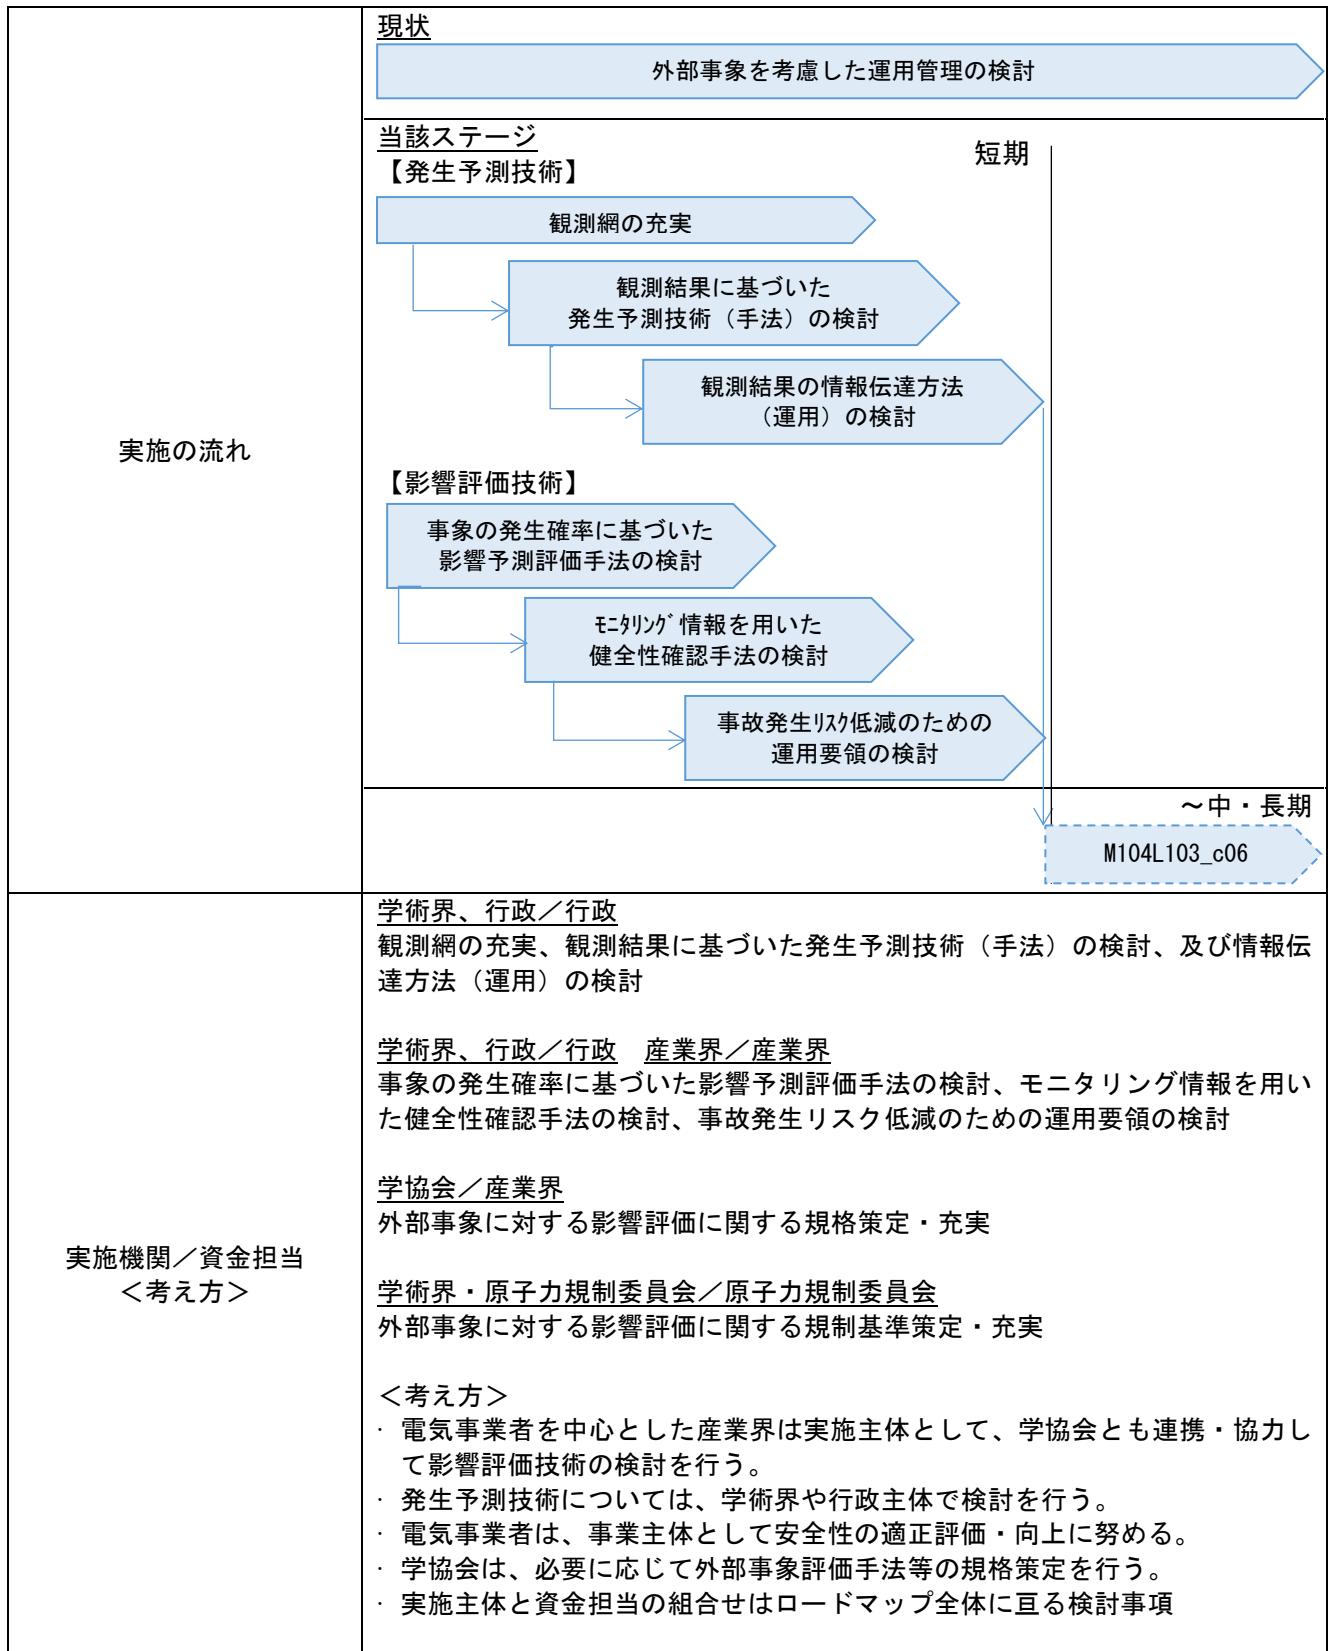 実施の流れ
現状
外部事象を考慮した運用管理の検討
当該ステージ
短期
【発生予測技術】
観測網の充実
観測結果に基づいた
発生予測技術（手法）の検討
観測結果の情報伝達方法
（運用）の検討
【影響評価技術】
事象の発生確率に基づいた
影響予測評価手法の検討
ﾓﾆﾀﾘﾝｸﾞ情報を用いた
健全性確認手法の検討
事故発生ﾘｽｸ低減のための
運用要領の検討
～中・長期
M104L103_c06
実施機関／資金担当
＜考え方＞
学術界、行政／行政
観測網の充実、観測結果に基づいた発生予測技術（手法）の検討、及び情報伝
達方法（運用）の検討
学術界、行政／行政　産業界／産業界
事象の発生確率に基づいた影響予測評価手法の検討、モニタリング情報を用い
た健全性確認手法の検討、事故発生リスク低減のための運用要領の検討
学協会／産業界
外部事象に対する影響評価に関する規格策定・充実
学術界・原子力規制委員会／原子力規制委員会
外部事象に対する影響評価に関する規制基準策定・充実
＜考え方＞
· 電気事業者を中心とした産業界は実施主体として、学協会とも連携・協力し
て影響評価技術の検討を行う。
· 発生予測技術については、学術界や行政主体で検討を行う。
· 電気事業者は、事業主体として安全性の適正評価・向上に努める。
· 学協会は、必要に応じて外部事象評価手法等の規格策定を行う。
· 実施主体と資金担当の組合せはロードマップ全体に亘る検討事項